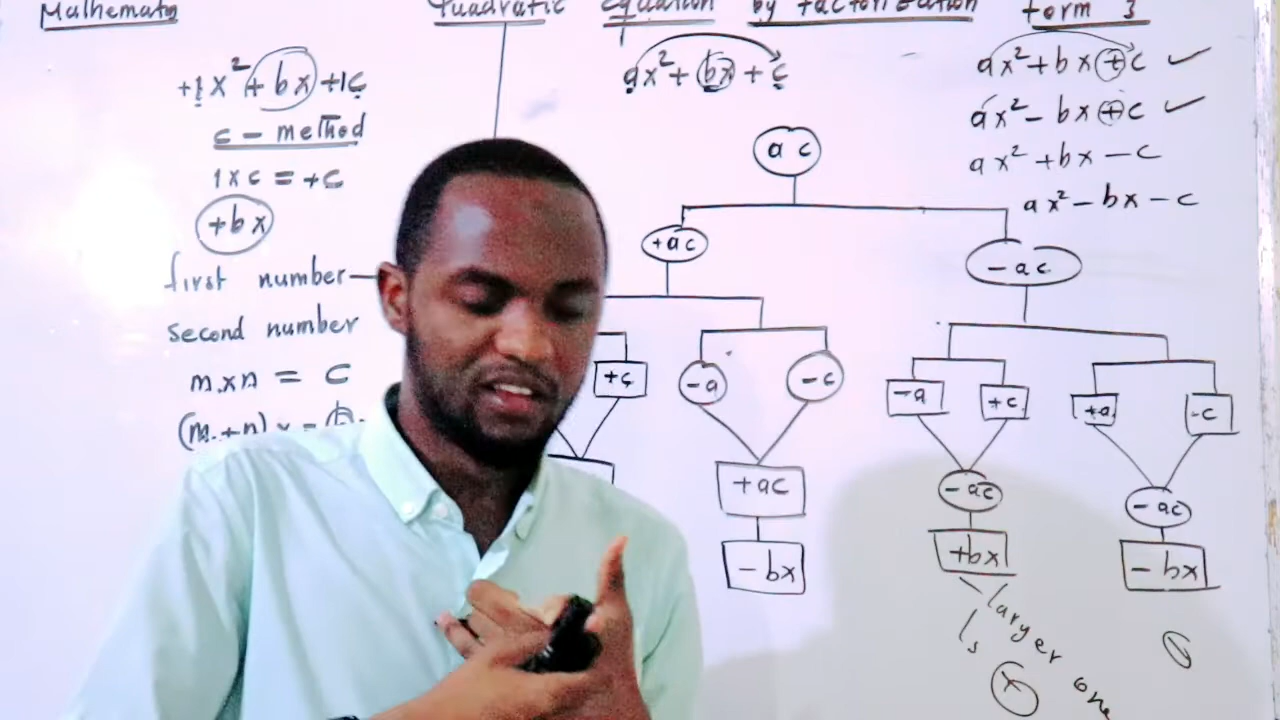 Mathematics
Quadratic equation by factorization form 3
+1x² + bx + 1c
c - method
1 x c = +c
+bx
first number
second number
m x n = c
(m + n) x = b
ax² + bx + c
ax² + bx + c ✓
ax² - bx + c ✓
ax² + bx - c
ax² - bx - c
ac
+ac
-ac
+c
-a
-c
-a
+c
+a
-c
+ac
-ac
-ac
-bx
+bx
-bx
larger one
is